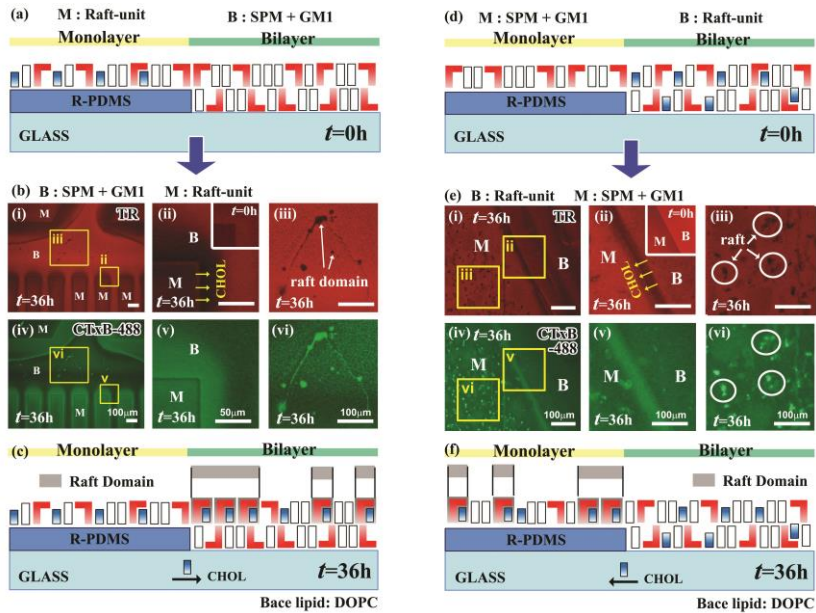 (a) M : Raft-unit B : SPM + GM1
Monolayer Bilayer
R-PDMS
GLASS t=0h
(b) B : SPM + GM1 M : Raft-unit
(i) M TR
B iii
ii
M M M
t=36h
(ii) t=0h
B
M
CHOL
t=36h
(iii)
raft domain
(iv) M CTxB-488
B vi
v
M
t=36h 100μm
(v)
B
M
t=36h 50μm
(vi)
100μm
(c) Monolayer Bilayer
Raft Domain
R-PDMS
GLASS CHOL t=36h
Bace lipid: DOPC
(d) M : SPM + GM1 B : Raft-unit
Monolayer Bilayer
R-PDMS
GLASS t=0h
(e) B : Raft-unit M : SPM + GM1
(i) t=36h TR
M ii
iii B
(ii) t=0h
M B
M
CHOL
B
t=36h
(iii)
raft
(iv) t=36h CTxB
-488
M v
vi B
100μm
(v)
M B
t=36h 100μm
(vi)
100μm
(f) Monolayer Bilayer
Raft Domain
R-PDMS
GLASS CHOL t=36h
Bace lipid: DOPC